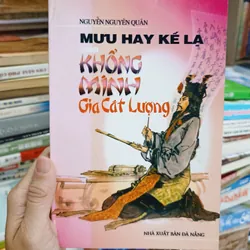 NGUYỄN NGUYÊN QUÂN
MƯU HAY KẾ LẠ
KHỔNG
MINH
Gia Cát Lượng
NHÀ XUẤT BẢN ĐÀ NẴNG